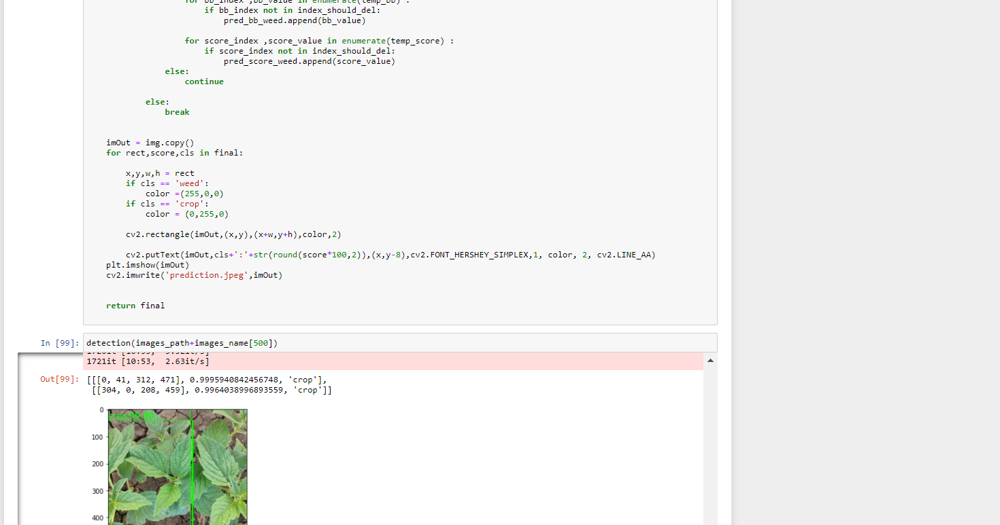 for bb_index ,bb_value in enumerate(temp_bb) :
if bb_index not in index_should_del:
pred_bb_weed.append(bb_value)
for score_index ,score_value in enumerate(temp_score) :
if score_index not in index_should_del:
pred_score_weed.append(score_value)
else:
continue
else:
break
imOut = img.copy()
for rect,score,cls in final:
x,y,w,h = rect
if cls == 'weed':
color =(255,0,0)
if cls == 'crop':
color = (0,255,0)
cv2.rectangle(imOut,(x,y),(x+w,y+h),color,2)
cv2.putText(imOut,cls+':'+str(round(score*100,2)),(x,y-8),cv2.FONT_HERSHEY_SIMPLEX,1, color, 2, cv2.LINE_AA)
plt.imshow(imOut)
cv2.imwrite('prediction.jpeg',imOut)
return final
In [99]: detection(images_path+images_name[500])
1721it [10:53, 2.63it/s]
Out[99]: [[[0, 41, 312, 471], 0.9995940842456748, 'crop'],
[[304, 0, 208, 459], 0.9964038996893559, 'crop']]
0
100
200
300
400